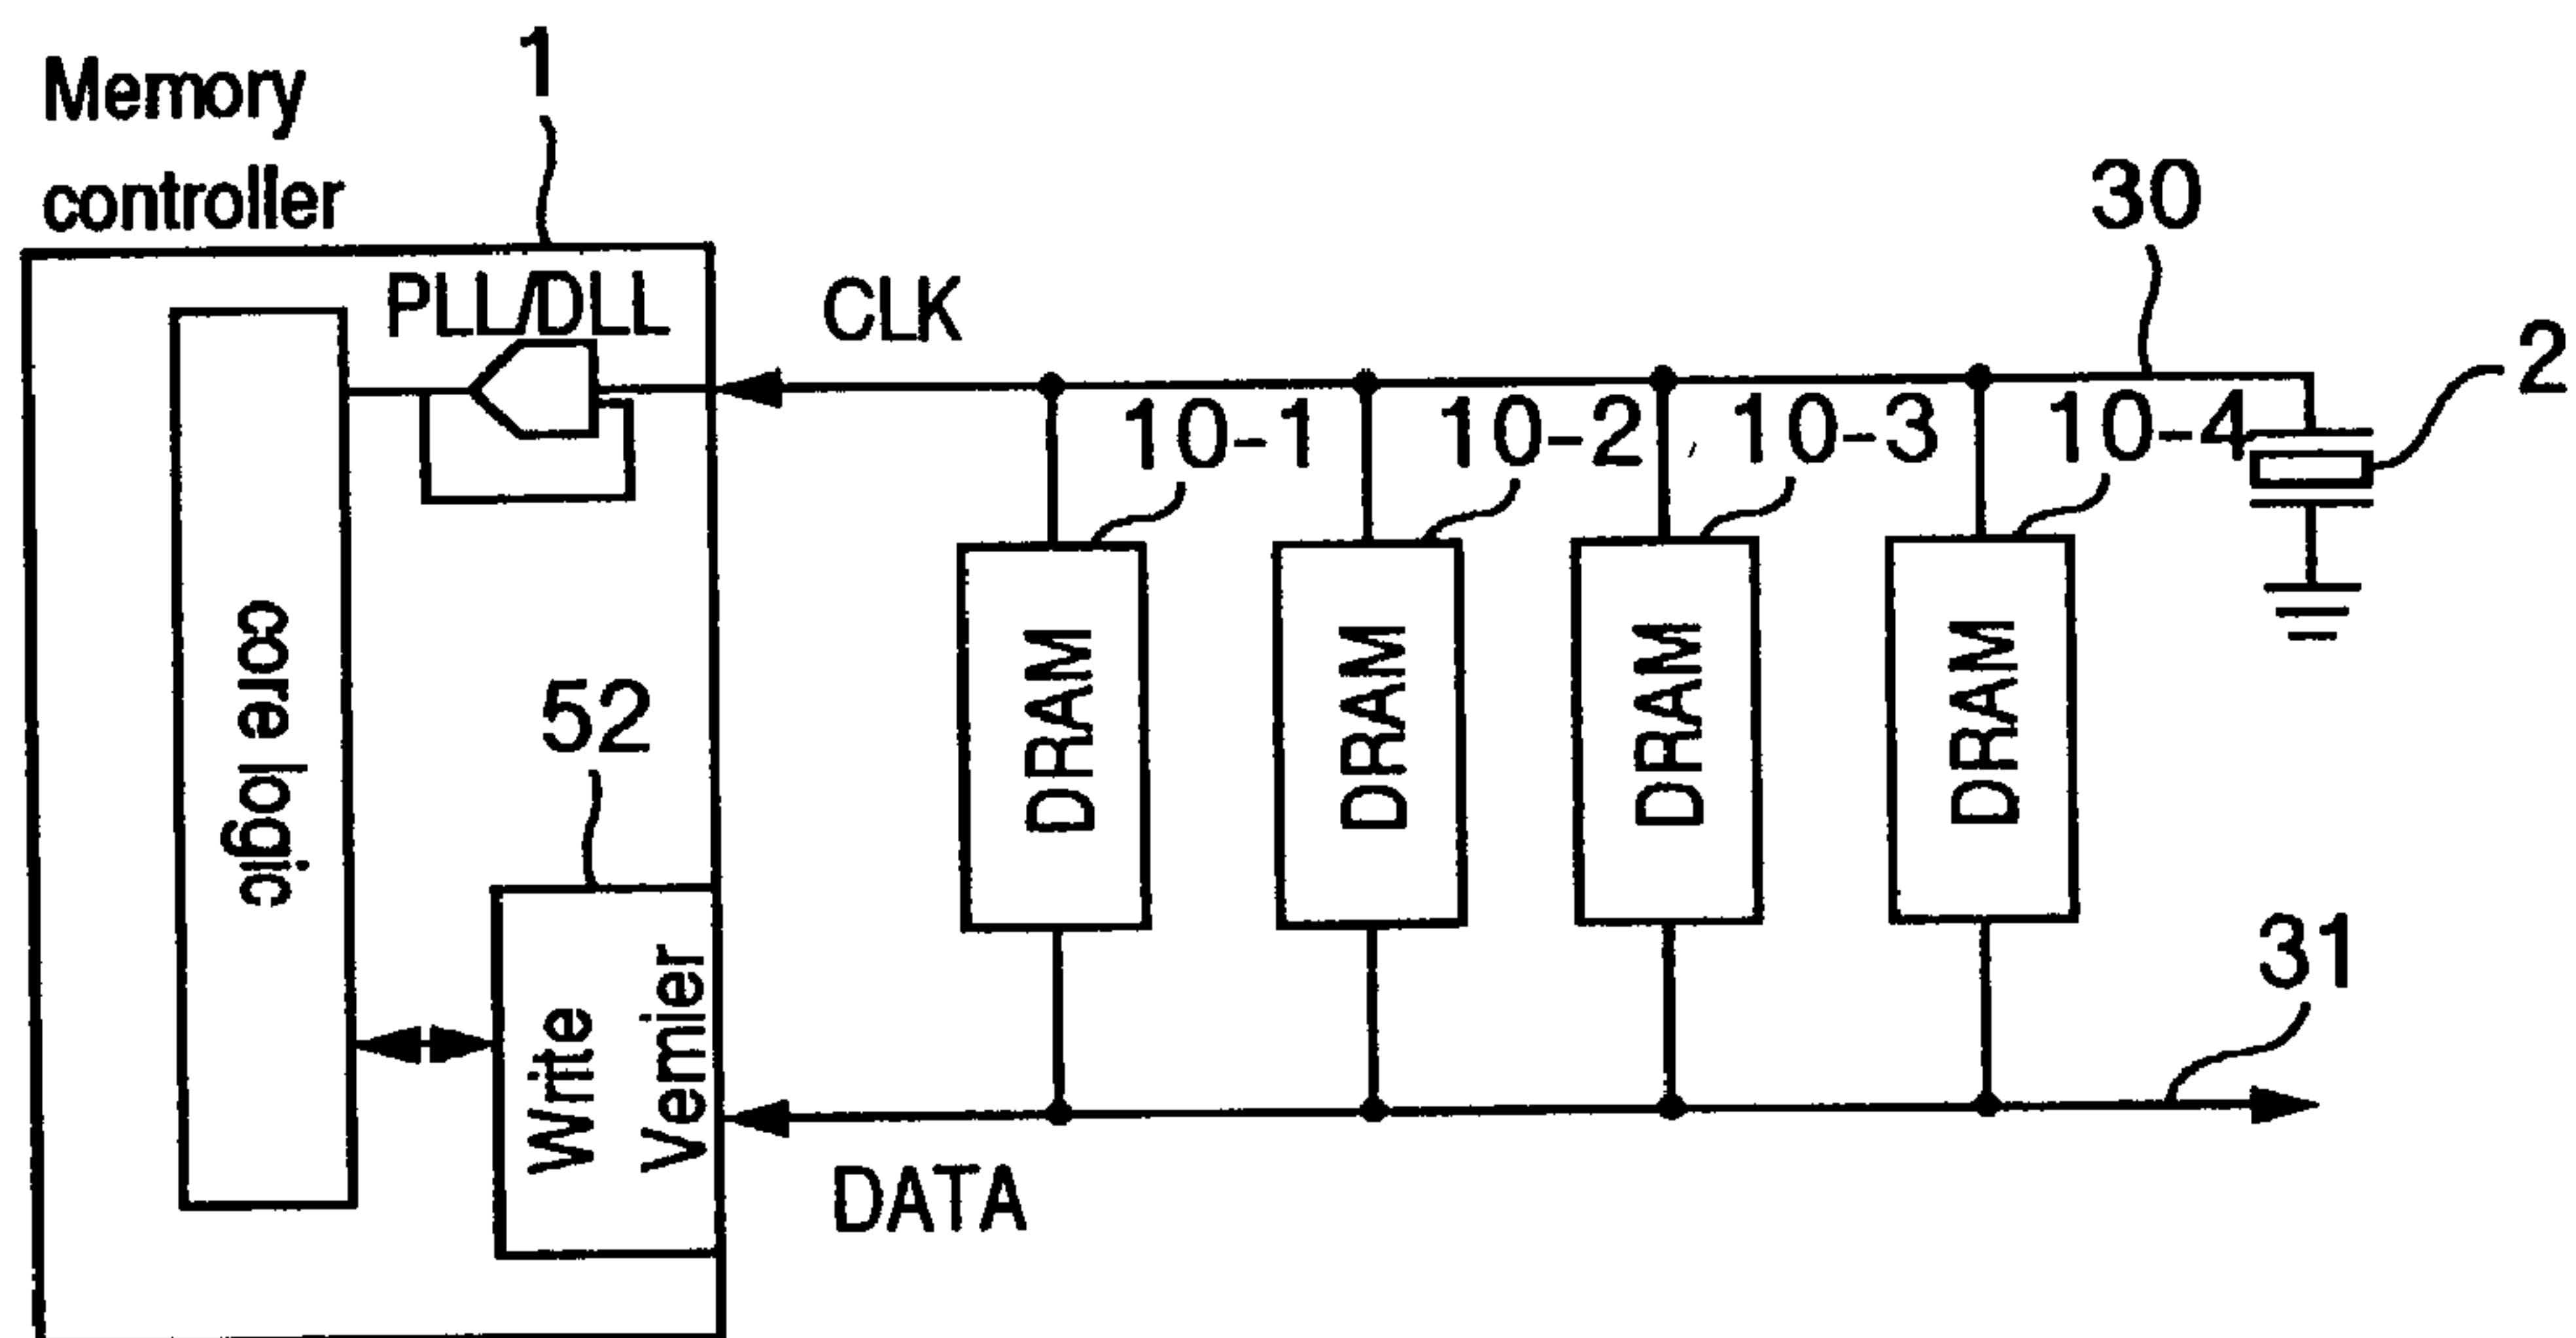 Memory
controller
1
PLL/DLL
CLK
30
2
10-1
10-2
10-3
10-4
core logic
52
DRAM
DRAM
DRAM
DRAM
Write
Vernier
31
DATA